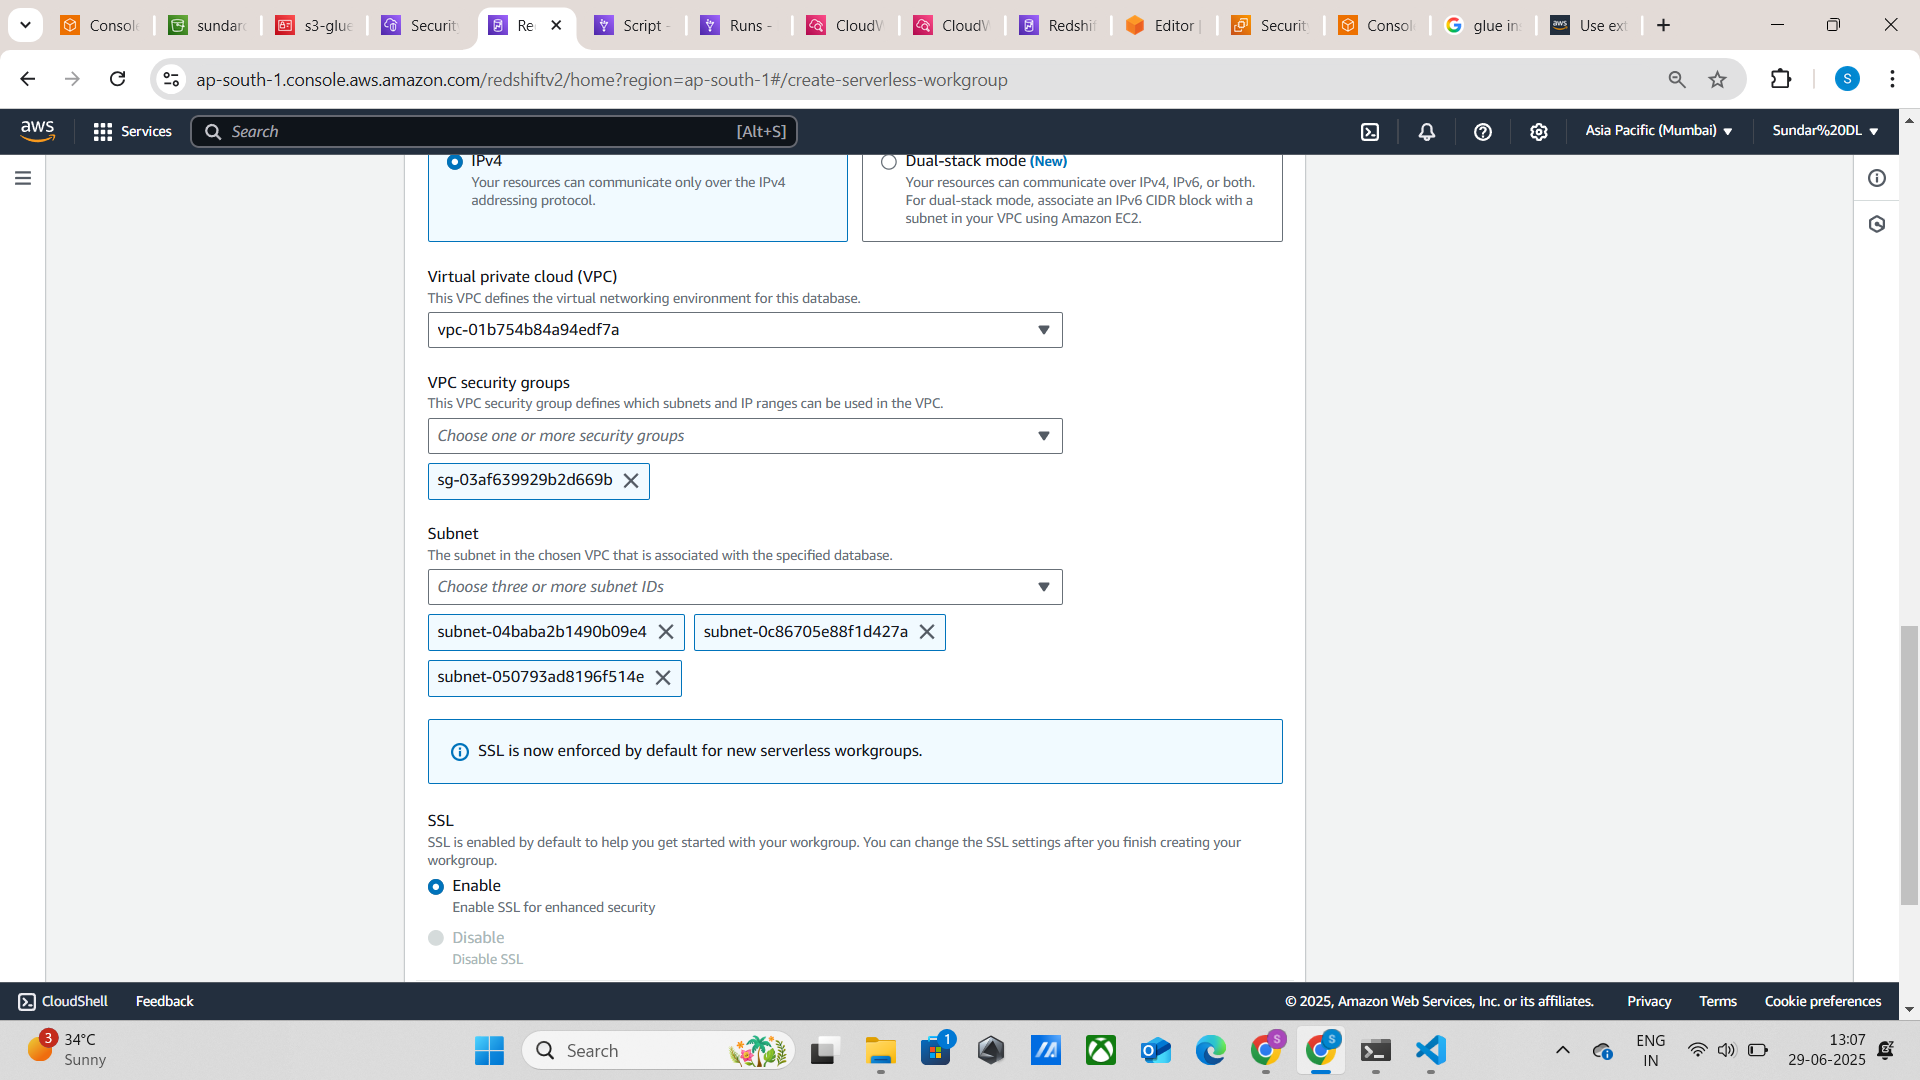 Console
sundar
s3-glue
Security
Re
Script -
Runs -
CloudW
CloudW
Redshif
Editor |
Securit
Consol
glue in
Use ext
ap-south-1.console.aws.amazon.com/redshiftv2/home?region=ap-south-1#/create-serverless-workgroup
S
aws
Services
Search
[Alt+S]
Asia Pacific (Mumbai)
Sundar%20DL
IPv4
Your resources can communicate only over the IPv4
addressing protocol.
Dual-stack mode (New)
Your resources can communicate over IPv4, IPv6, or both.
For dual-stack mode, associate an IPv6 CIDR block with a
subnet in your VPC using Amazon EC2.
Virtual private cloud (VPC)
This VPC defines the virtual networking environment for this database.
vpc-01b754b84a94edf7a
VPC security groups
This VPC security group defines which subnets and IP ranges can be used in the VPC.
Choose one or more security groups
sg-03af639929b2d669b
Subnet
The subnet in the chosen VPC that is associated with the specified database.
Choose three or more subnet IDs
subnet-04baba2b1490b09e4
subnet-0c86705e88f1d427a
subnet-050793ad8196f514e
SSL is now enforced by default for new serverless workgroups.
SSL
SSL is enabled by default to help you get started with your workgroup. You can change the SSL settings after you finish creating your
workgroup.
Enable
Enable SSL for enhanced security
Disable
Disable SSL
CloudShell
Feedback
© 2025, Amazon Web Services, Inc. or its affiliates.
Privacy
Terms
Cookie preferences
3
34°C
Sunny
Search
1
S
S
ENG
IN
13:07
29-06-2025